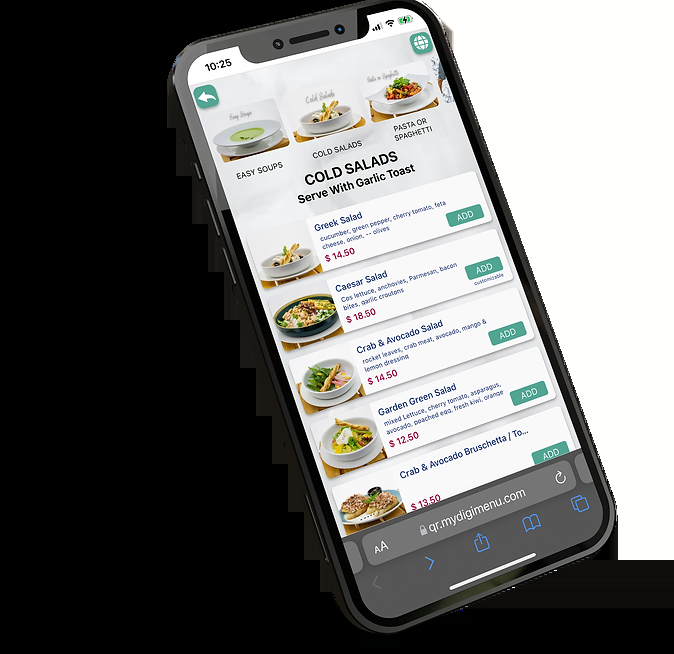 10:25
Easy Soups
Cold Salads
Pasta or Spaghetti
EASY SOUPS
COLD SALADS
PASTA OR
SPAGHETTI
COLD SALADS
Serve With Garlic Toast
Greek Salad
cucumber, green pepper, cherry tomato, feta
cheese, onion, -- olives
$ 14.50
ADD
Caesar Salad
Cos lettuce, anchovies, Parmesan, bacon
bites, garlic croutons
$ 18.50
ADD
customizable
Crab & Avocado Salad
rocket leaves, crab meat, avocado, mango &
lemon dressing
$ 14.50
ADD
Garden Green Salad
mixed Lettuce, cherry tomato, asparagus,
avocado, poached egg, fresh kiwi, orange
$ 12.50
ADD
Crab & Avocado Bruschetta / To...
$ 13.50
ADD
AA
qr.mydigimenu.com